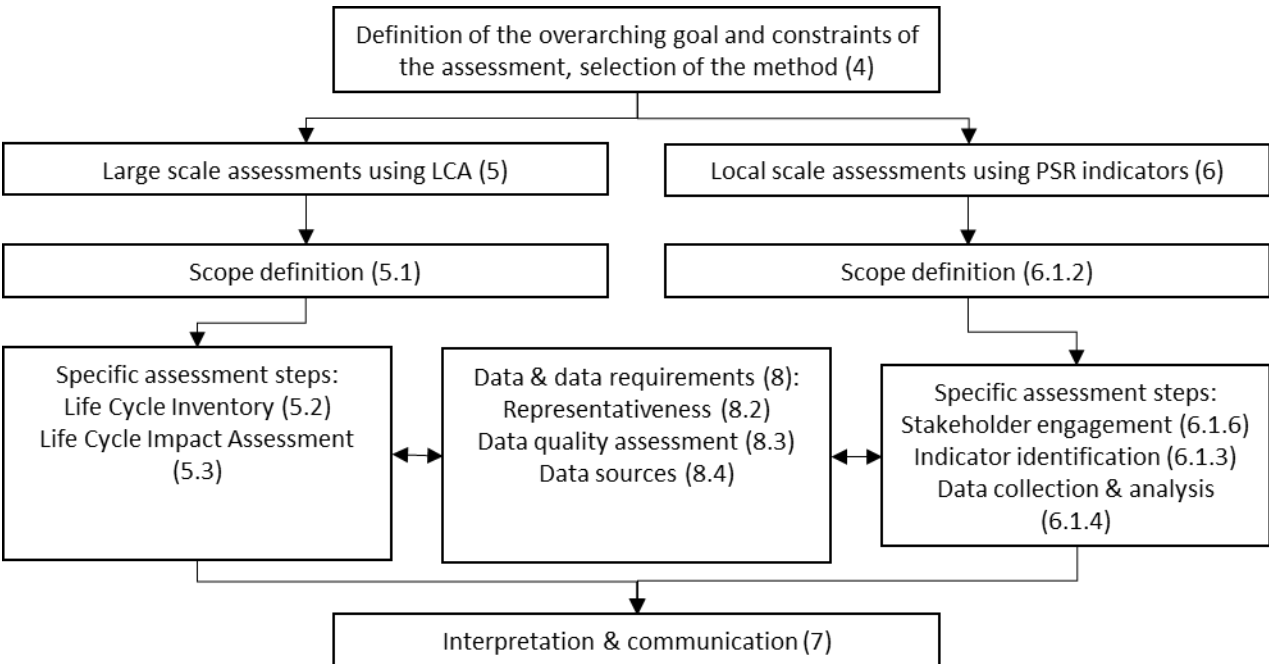 Definition of the overarching goal and constraints of
the assessment, selection of the method (4)
Large scale assessments using LCA (5)
Local scale assessments using PSR indicators (6)
Scope definition (5.1)
Scope definition (6.1.2)
Specific assessment steps:
Life Cycle Inventory (5.2)
Life Cycle Impact Assessment
(5.3)
Data & data requirements (8):
Representativeness (8.2)
Data quality assessment (8.3)
Data sources (8.4)
Specific assessment steps:
Stakeholder engagement (6.1.6)
Indicator identification (6.1.3)
Data collection & analysis
(6.1.4)
Interpretation & communication (7)